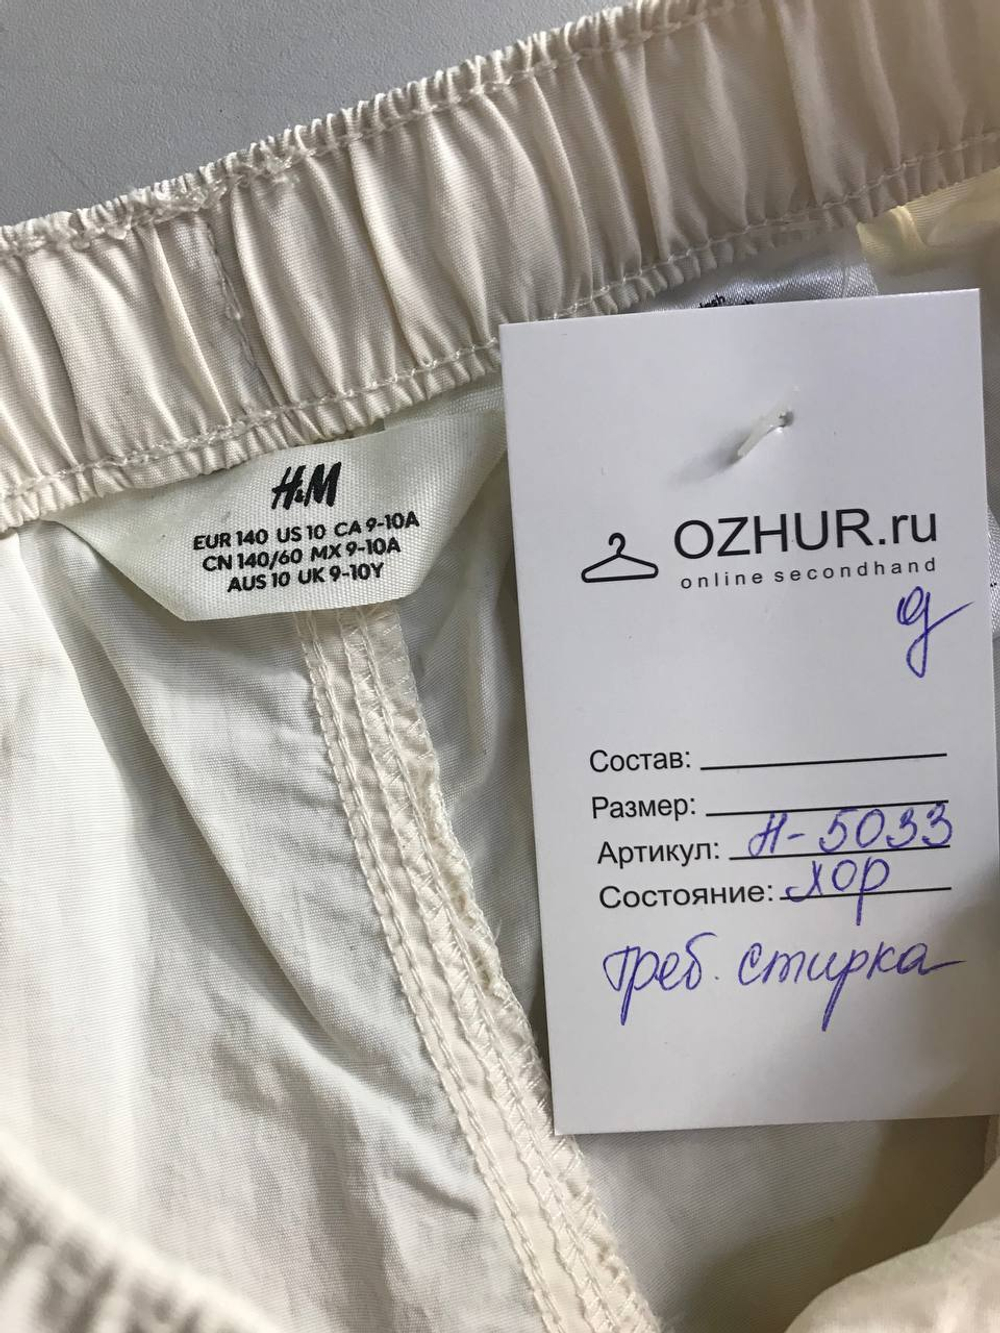 H&M
EUR 140 US 10 CA 9-10A
CN 140/60 MX 9-10A
AUS 10 UK 9-10Y
OZHUR.ru
online secondhand
д
Состав:
Размер:
Артикул: Н-5033
Состояние: хор
треб. стирка